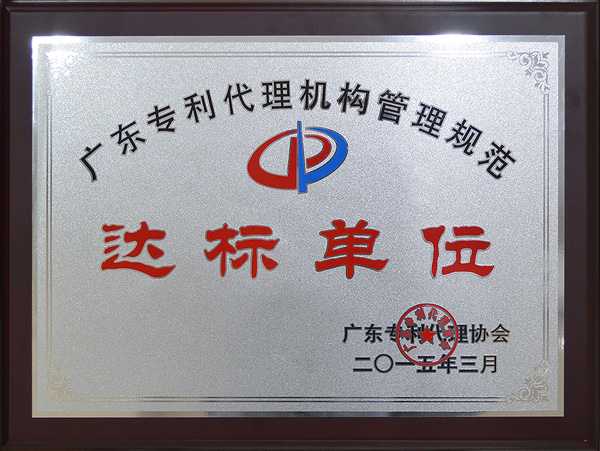 广东专利代理机构管理规范
达标单位
广东专利代理协会
二〇一五年三月